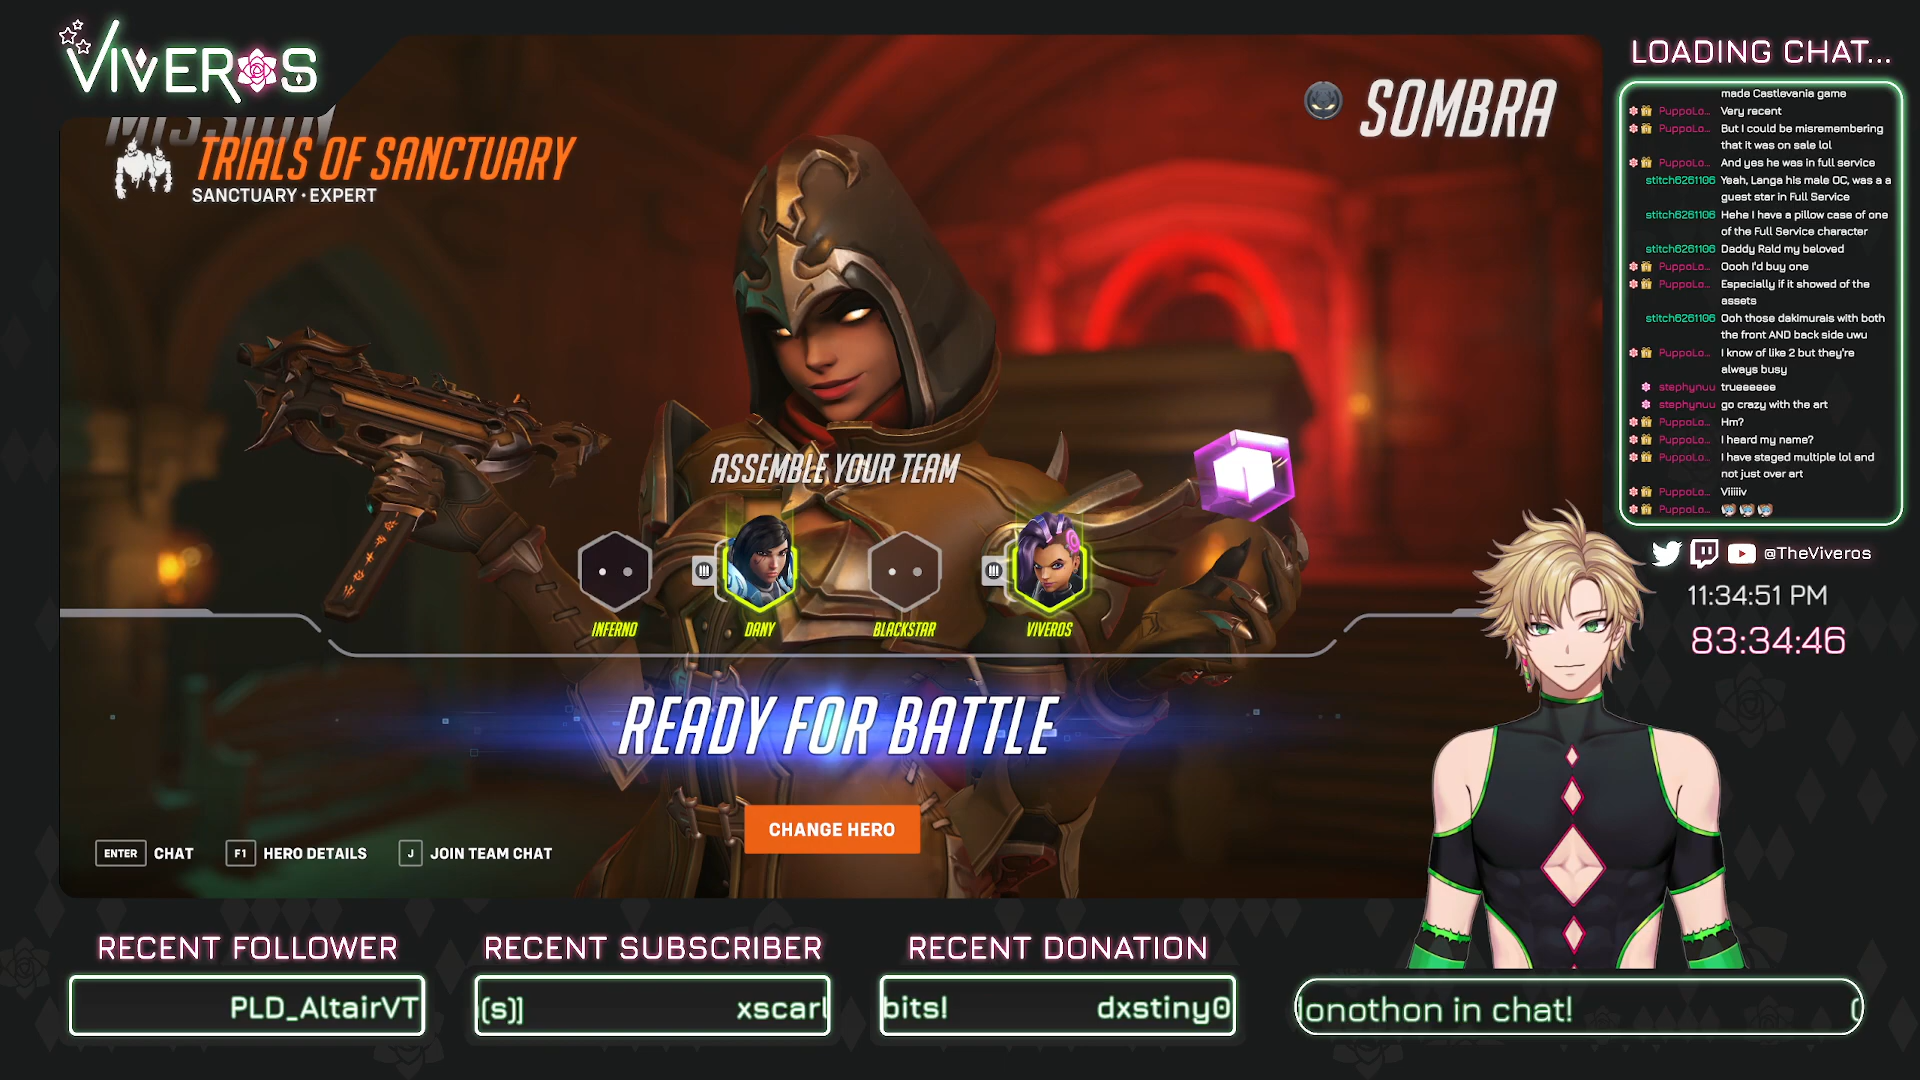 VIVEROS
MISSION
TRIALS OF SANCTUARY
SANCTUARY · EXPERT
SOMBRA
ASSEMBLE YOUR TEAM
INFERNO
DANY
BLACKSTAR
VIVEROS
READY FOR BATTLE
CHANGE HERO
ENTER CHAT F1 HERO DETAILS J JOIN TEAM CHAT
LOADING CHAT...
made Castlevania game
PuppoLo... Very recent
PuppoLo... But I could be misremembering
that it was on sale lol
PuppoLo... And yes he was in full service
stitch6261106 Yeah, Langa his male OC, was a a
guest star in Full Service
stitch6261106 Hehe I have a pillow case of one
of the Full Service character
stitch6261106 Daddy Rald my beloved
PuppoLo... Oooh I'd buy one
PuppoLo... Especially if it showed of the
assets
stitch6261106 Ooh those dakimurais with both
the front AND back side uwu
PuppoLo... I know of like 2 but they're
always busy
stephynuu trueeeeee
stephynuu go crazy with the art
PuppoLo... Hm?
PuppoLo... I heard my name?
PuppoLo... I have staged multiple lol and
not just over art
PuppoLo... Viiiiv
PuppoLo...
@TheViveros
11:34:51 PM
83:34:46
RECENT FOLLOWER
PLD_AltairVT
RECENT SUBSCRIBER
(s)] xscarl
RECENT DONATION
bits! dxstiny0
onothon in chat!